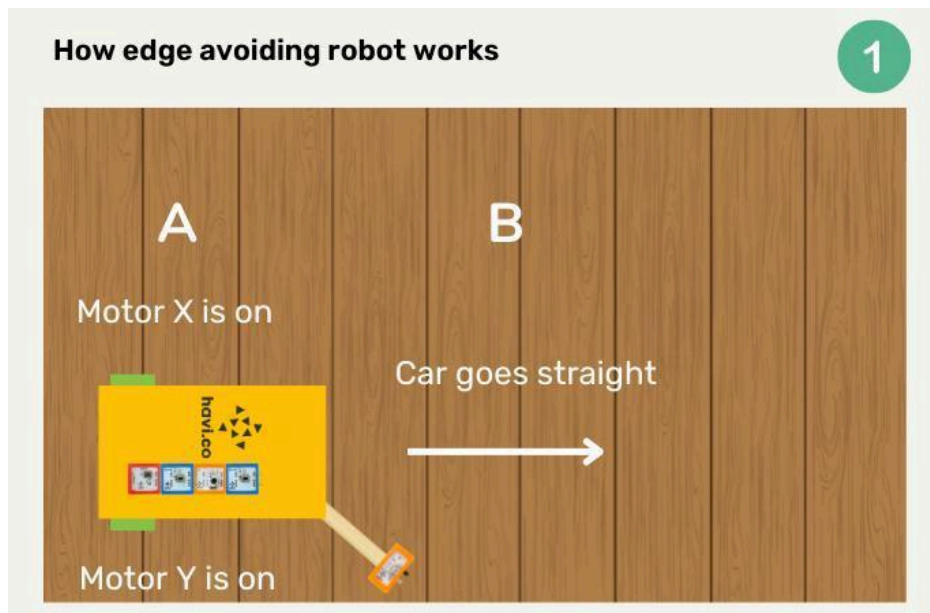 How edge avoiding robot works
1
A
B
Motor X is on
Car goes straight
havi.co
Motor Y is on